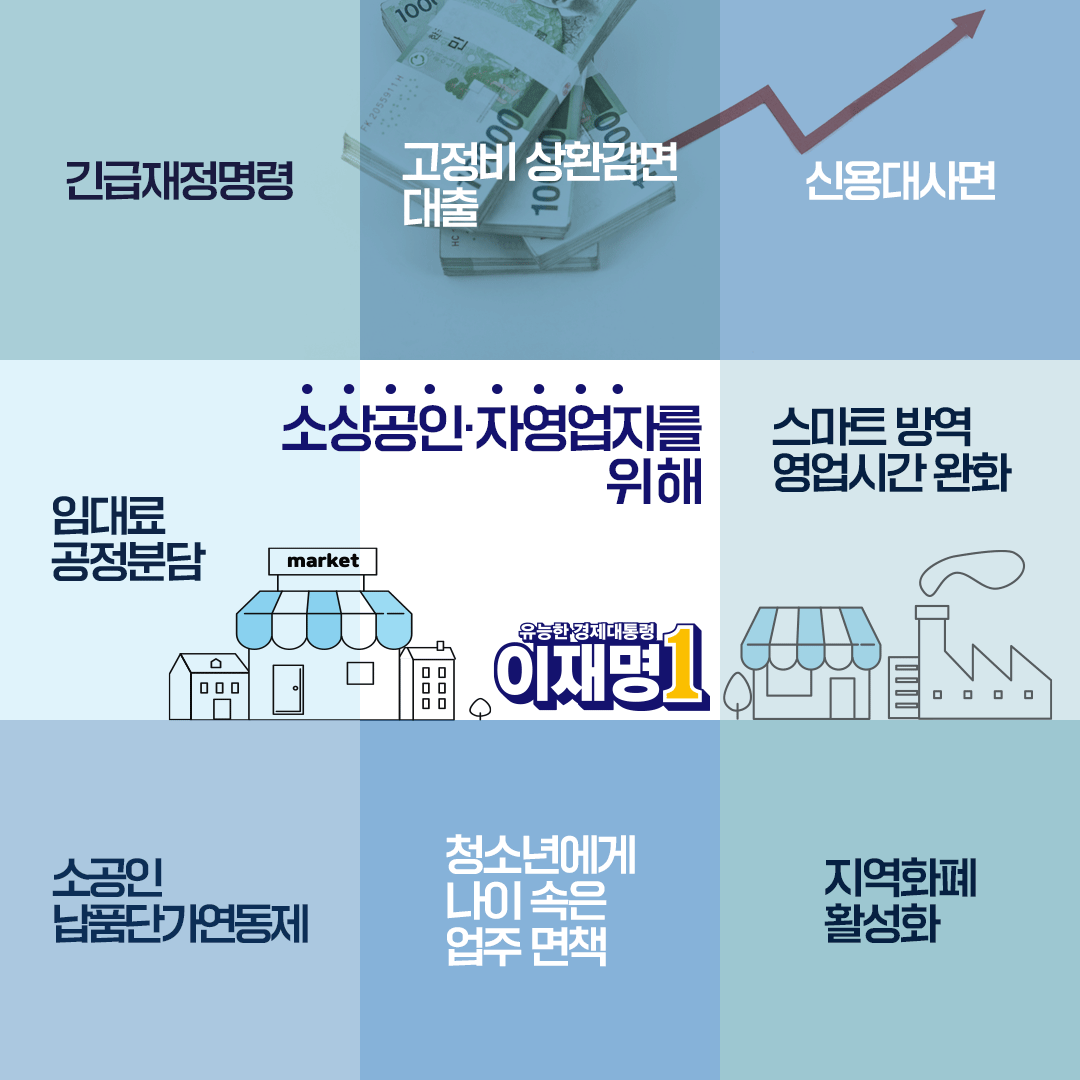 긴급재정명령
고정비 상환감면
대출
신용대사면
소상공인·자영업자를
위해
임대료
공정분담
market
유능한 경제대통령
이재명1
스마트 방역
영업시간 완화
소공인
납품단가연동제
청소년에게
나이 속은
업주 면책
지역화폐
활성화